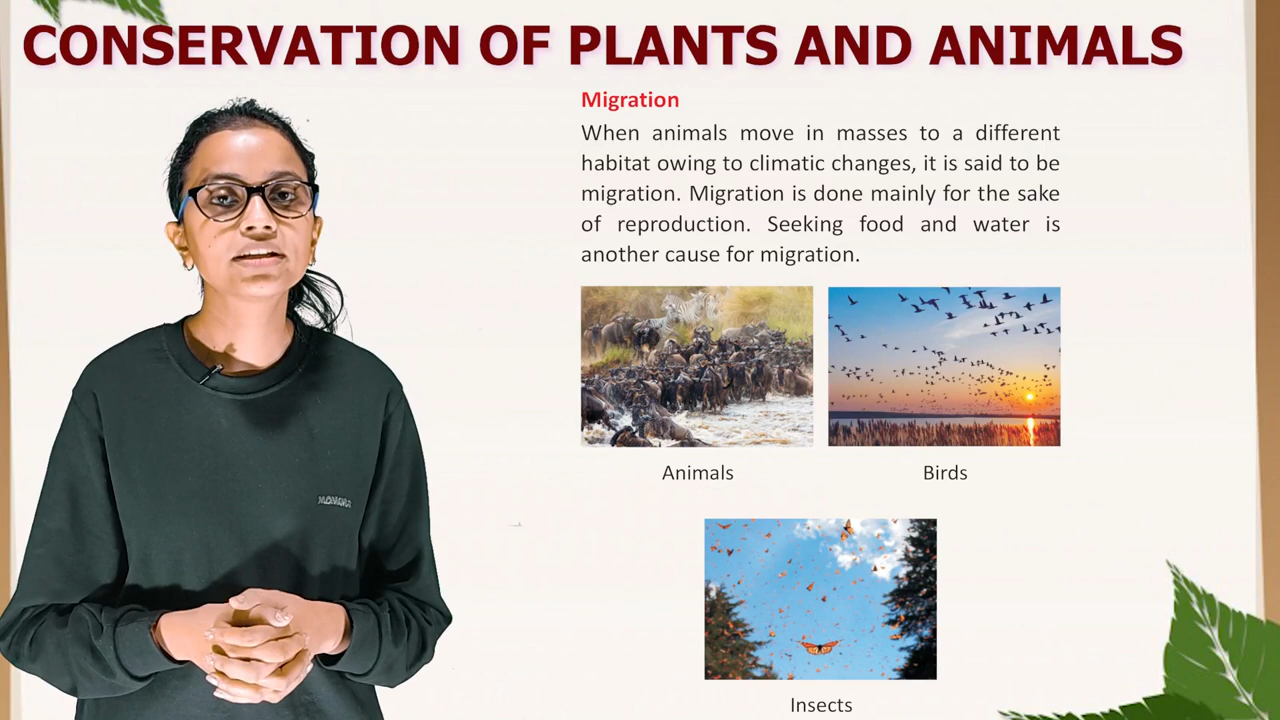 CONSERVATION OF PLANTS AND ANIMALS
Migration
When animals move in masses to a different
habitat owing to climatic changes, it is said to be
migration. Migration is done mainly for the sake
of reproduction. Seeking food and water is
another cause for migration.
Animals
Birds
Insects